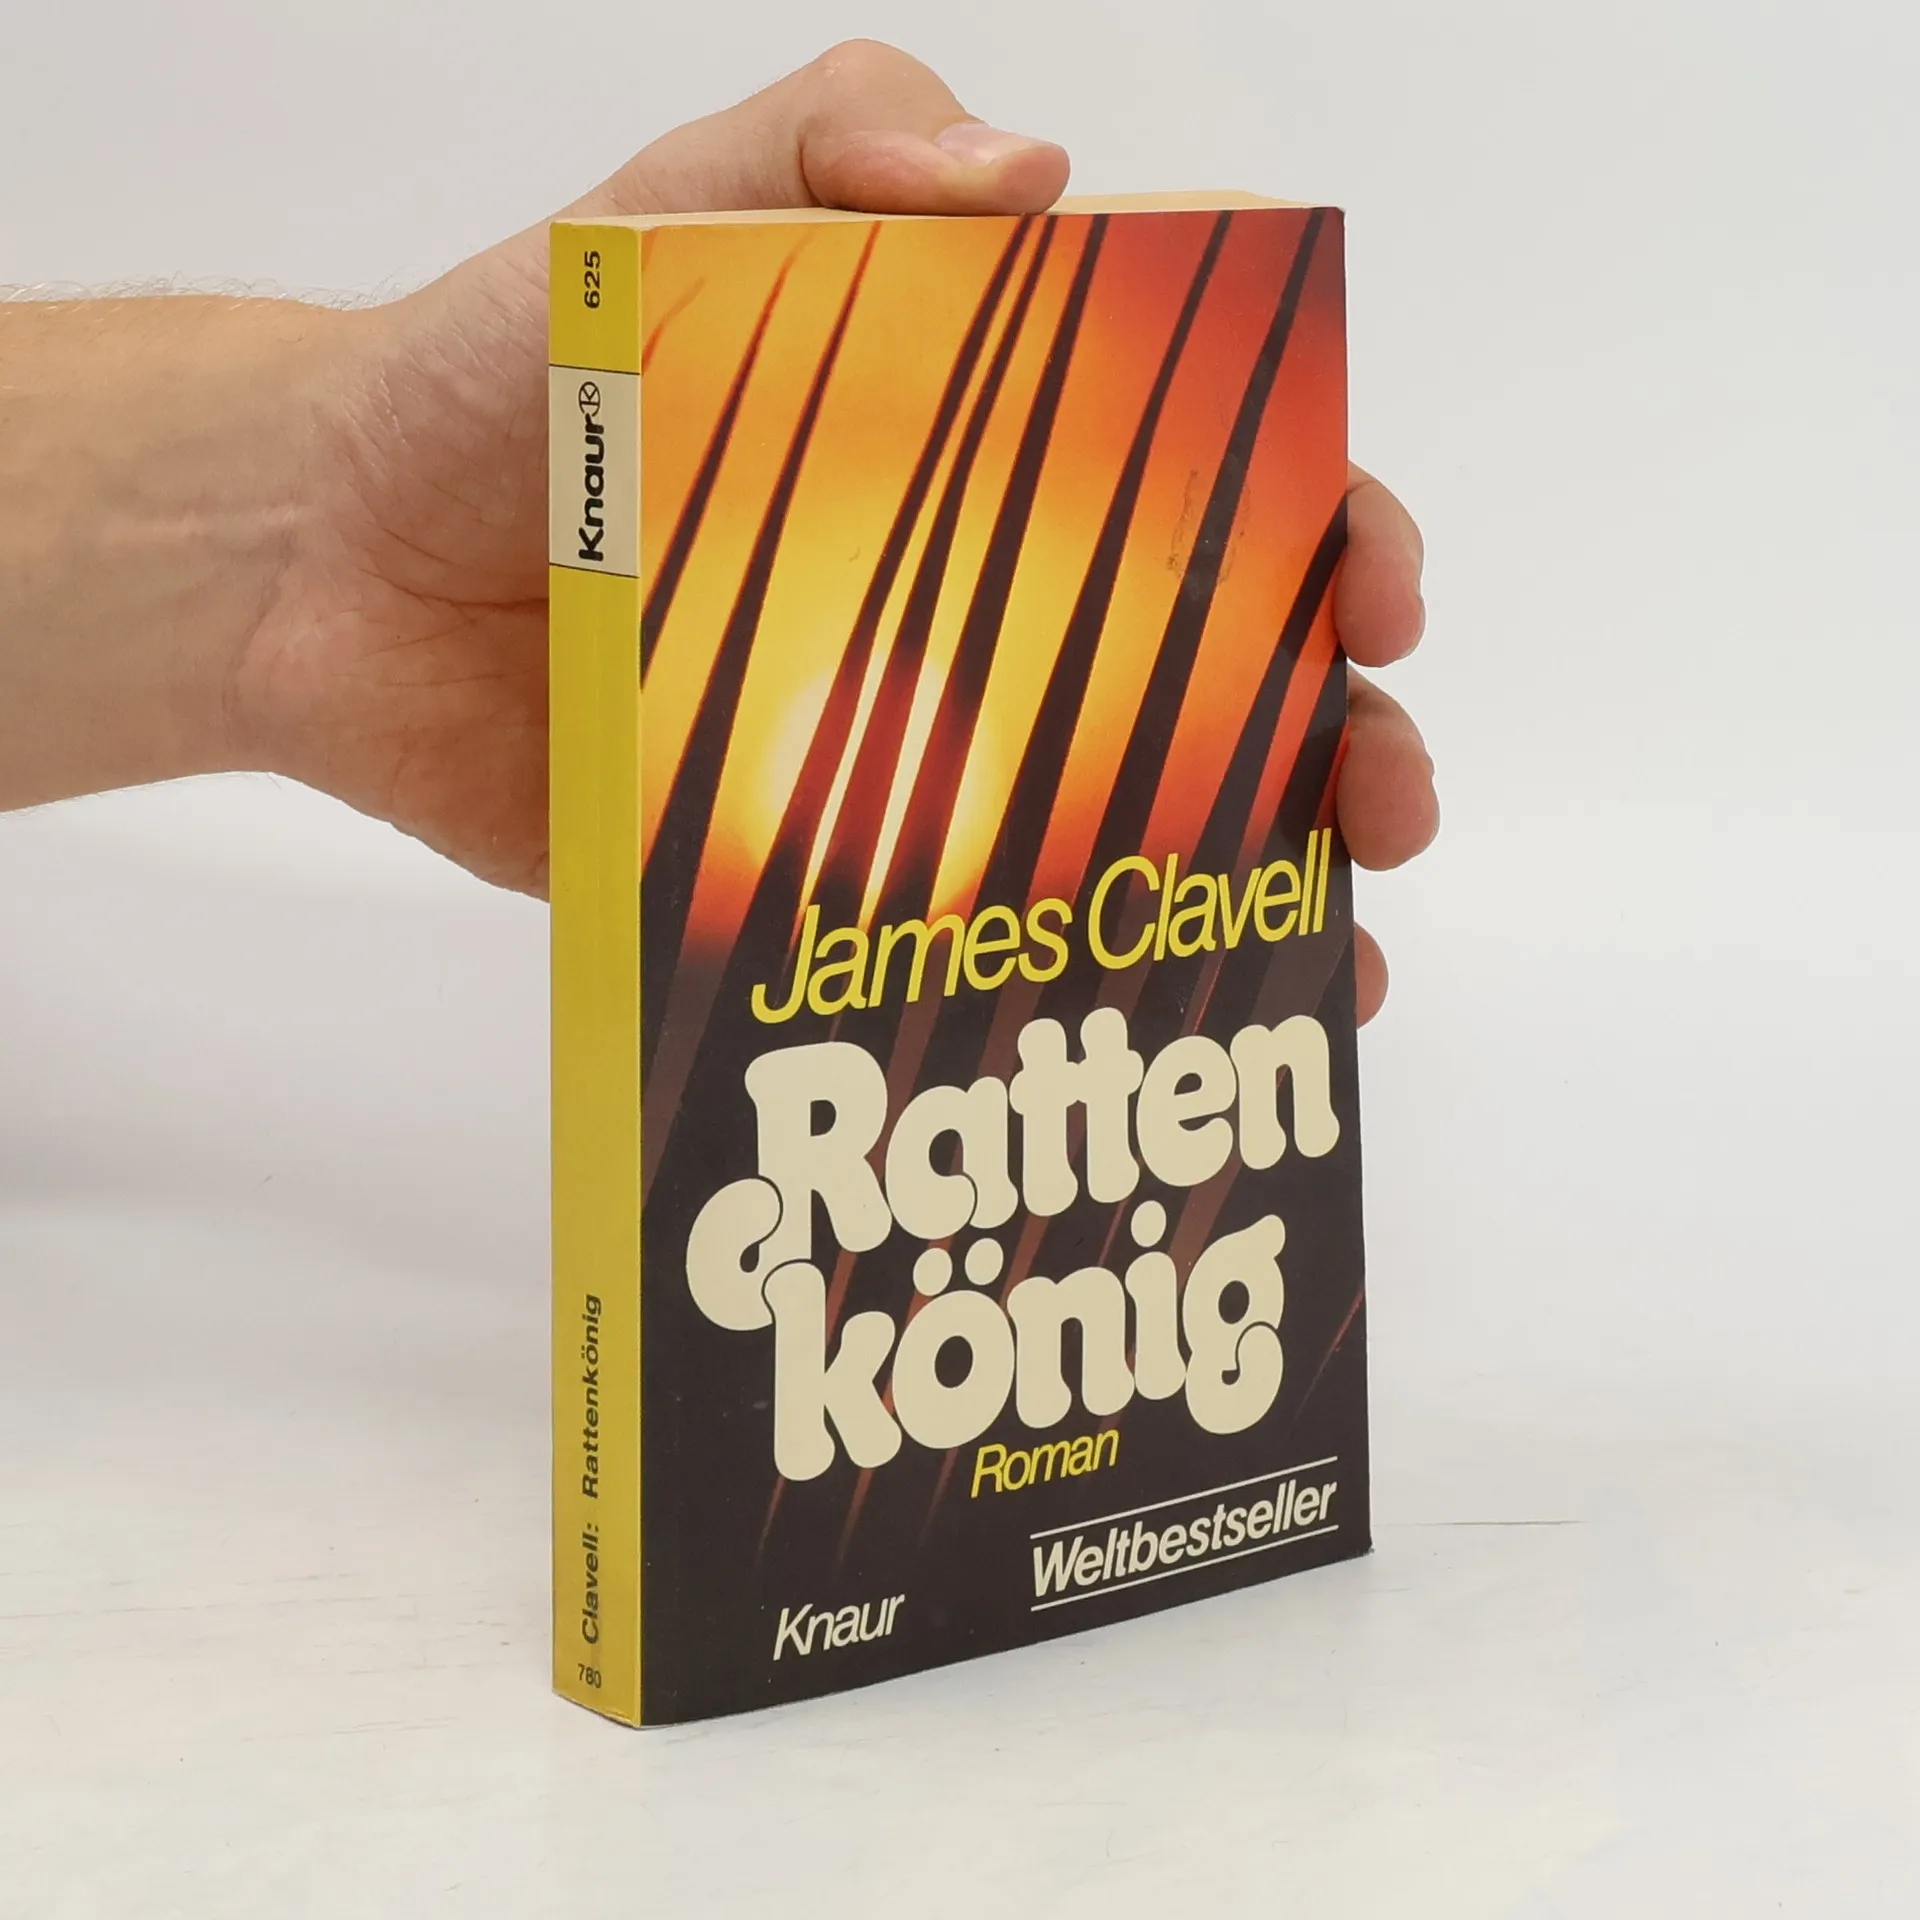 625
Knaur
Clavell: Rattenkönig
780
James Clavell
Ratten
könig
Roman
Weltbestseller
Knaur